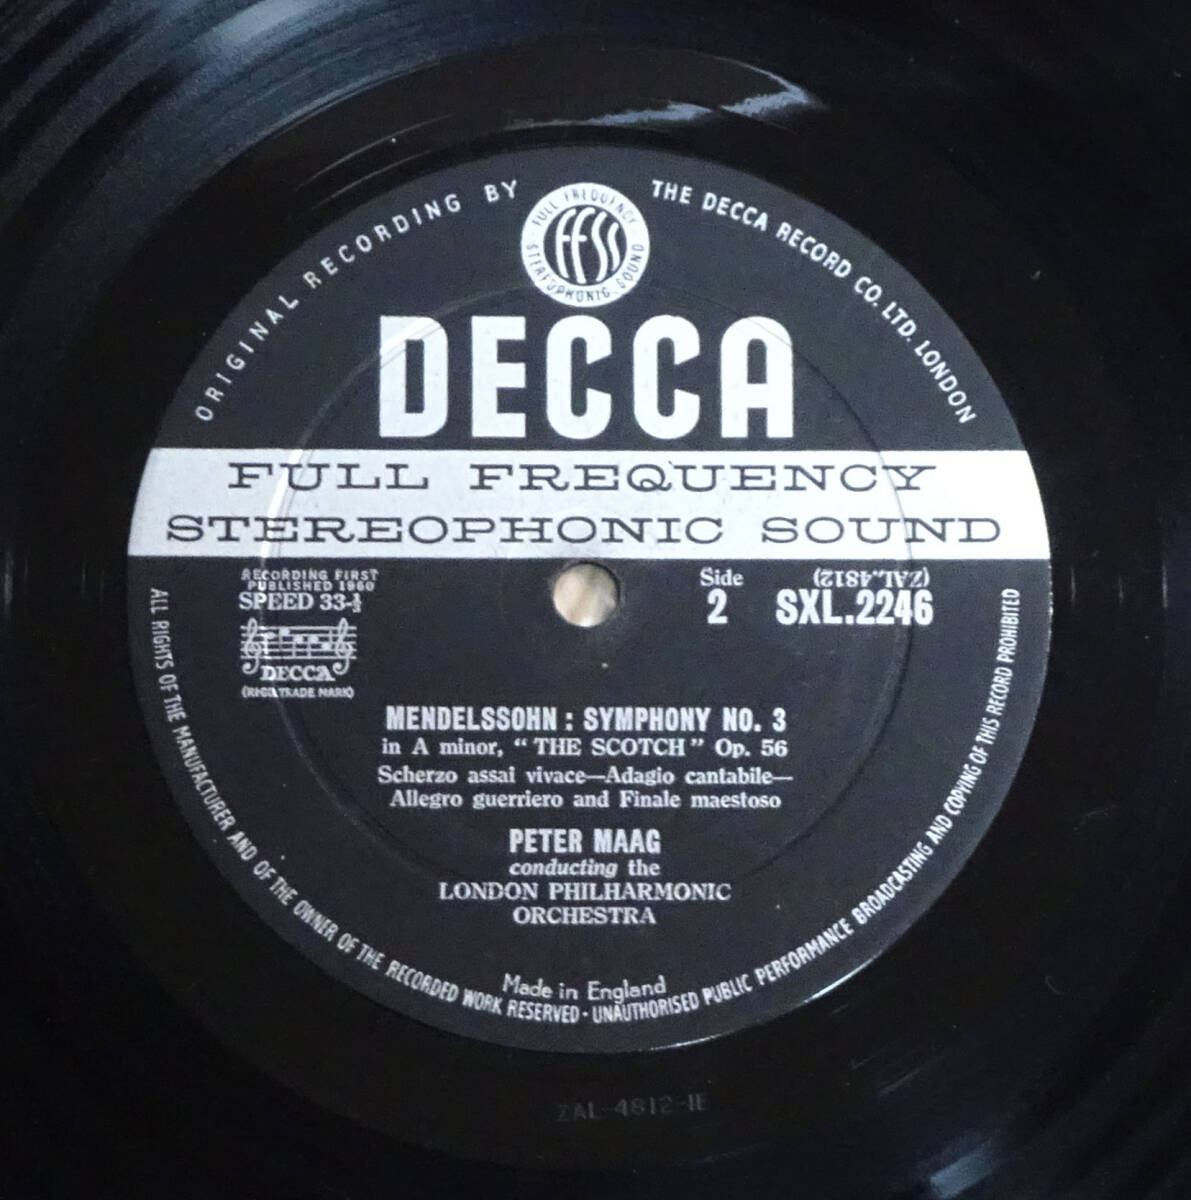 ORIGINAL RECORDING BY
THE DECCA RECORD CO. LTD. LONDON
FULL FREQUENCY
FFSS
STEREOPHONIC SOUND
DECCA
FULL FREQUENCY
STEREOPHONIC SOUND
RECORDING FIRST
PUBLISHED 1960
SPEED 33-⅓
DECCA
(REGD. TRADE MARK)
Side
2
(ZAL.4812)
SXL.2246
MENDELSSOHN : SYMPHONY NO. 3
in A minor, “THE SCOTCH” Op. 56
Scherzo assai vivace—Adagio cantabile—
Allegro guerriero and Finale maestoso
PETER MAAG
conducting the
LONDON PHILHARMONIC
ORCHESTRA
Made in England
ALL RIGHTS OF THE MANUFACTURER AND OF THE OWNER OF THE RECORDED WORK RESERVED · UNAUTHORISED PUBLIC PERFORMANCE BROADCASTING AND COPYING OF THIS RECORD PROHIBITED
ZAL-4812-1E